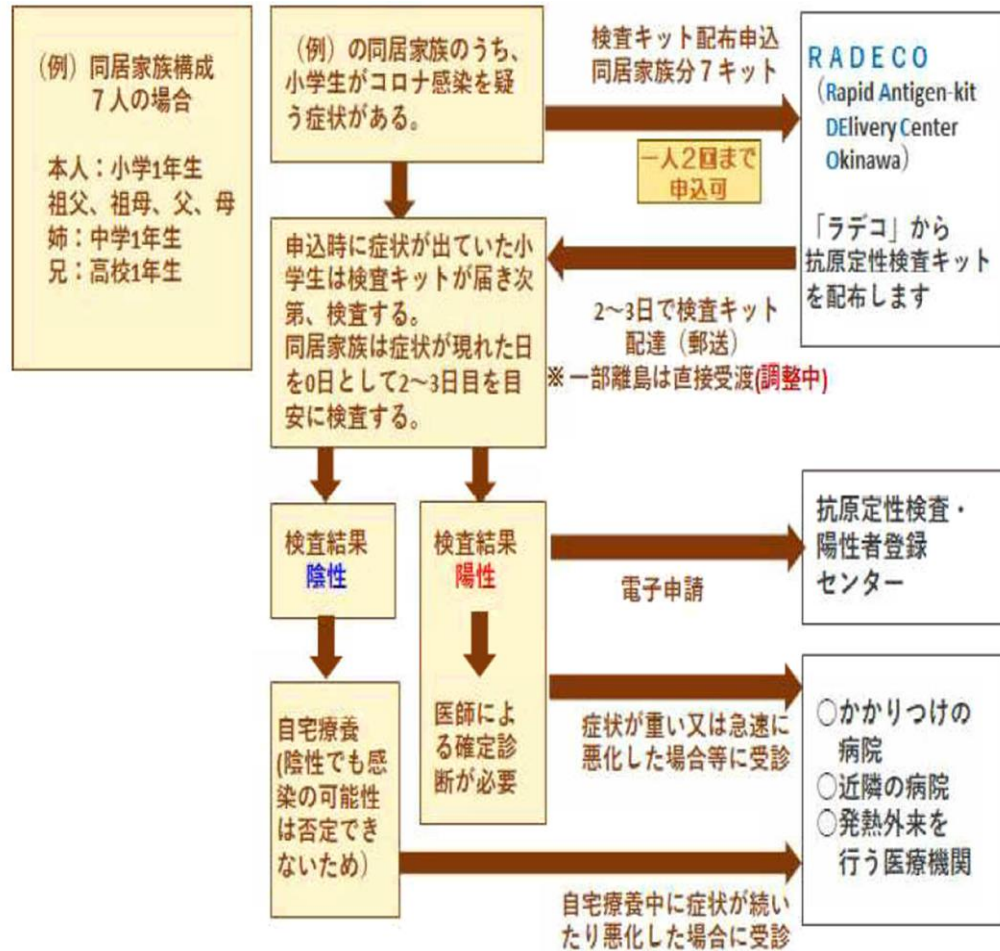 (例)同居家族構成
7人の場合
本人:小学1年生
祖父、祖母、父、母
姉:中学1年生
兄:高校1年生
(例)の同居家族のうち、
小学生がコロナ感染を疑
う症状がある。
検査キット配布申込
同居家族分7キット
一人2回まで
申込可
RADECO
(Rapid Antigen-kit
DElivery Center
Okinawa)
「ラデコ」から
抗原定性検査キット
を配布します
申込時に症状が出ていた小
学生は検査キットが届き次
第、検査する。
同居家族は症状が現れた日
を0日として2~3日目を目
安に検査する。
2~3日で検査キット
配達(郵送)
※一部離島は直接受渡(調整中)
検査結果
陰性
検査結果
陽性
電子申請
抗原定性検査・
陽性者登録
センター
自宅療養
(陰性でも感
染の可能性
は否定でき
ないため)
医師によ
る確定診
断が必要
症状が重い又は急速に
悪化した場合等に受診
○かかりつけの
病院
○近隣の病院
○発熱外来を
行う医療機関
自宅療養中に症状が続い
たり悪化した場合に受診